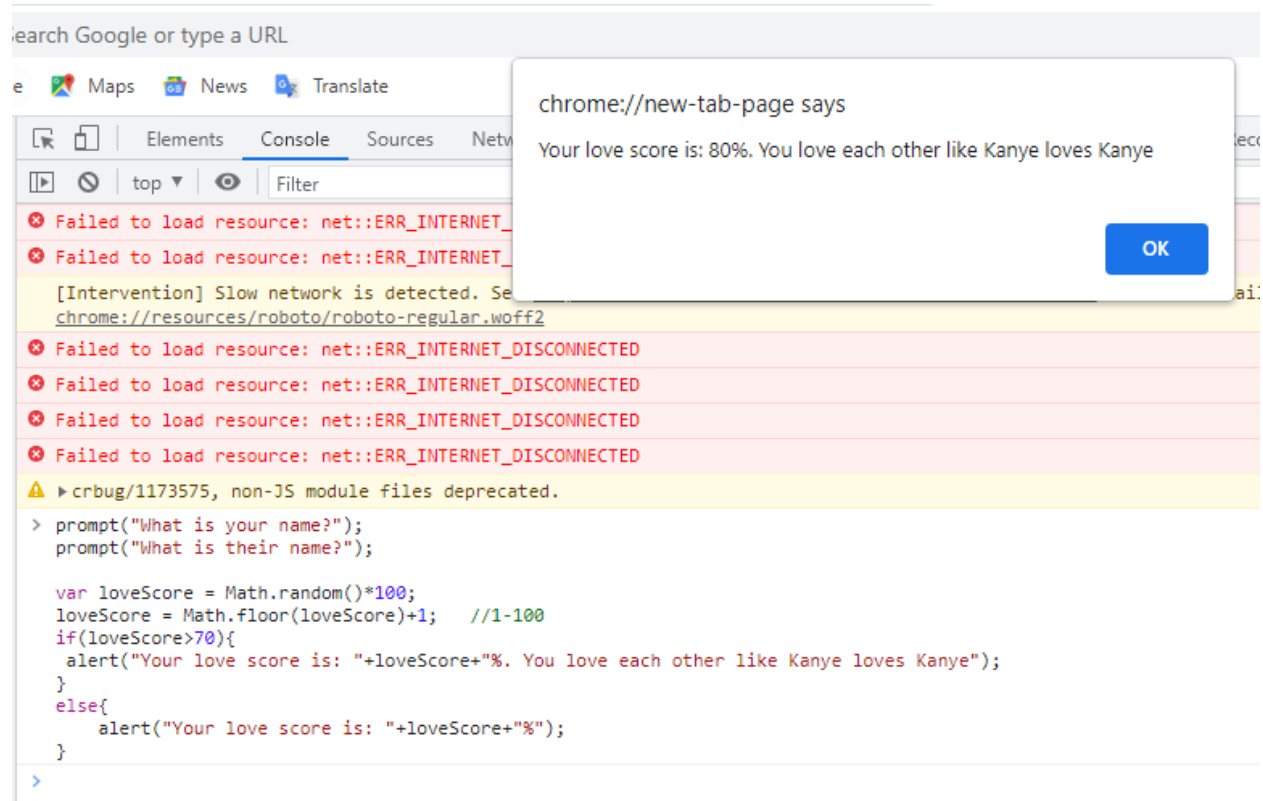 Search Google or type a URL
e Maps News Translate
chrome://new-tab-page says
Your love score is: 80%. You love each other like Kanye loves Kanye
OK
Elements Console Sources
top Filter
Failed to load resource: net::ERR_INTERNET_
Failed to load resource: net::ERR_INTERNET_
[Intervention] Slow network is detected.
chrome://resources/roboto/roboto-regular.woff2
Failed to load resource: net::ERR_INTERNET_DISCONNECTED
Failed to load resource: net::ERR_INTERNET_DISCONNECTED
Failed to load resource: net::ERR_INTERNET_DISCONNECTED
Failed to load resource: net::ERR_INTERNET_DISCONNECTED
crbug/1173575, non-JS module files deprecated.
> prompt("What is your name?");
prompt("What is their name?");
var loveScore = Math.random()*100;
loveScore = Math.floor(loveScore)+1; //1-100
if(loveScore>70){
alert("Your love score is: "+loveScore+"%. You love each other like Kanye loves Kanye");
}
else{
alert("Your love score is: "+loveScore+"%");
}
>